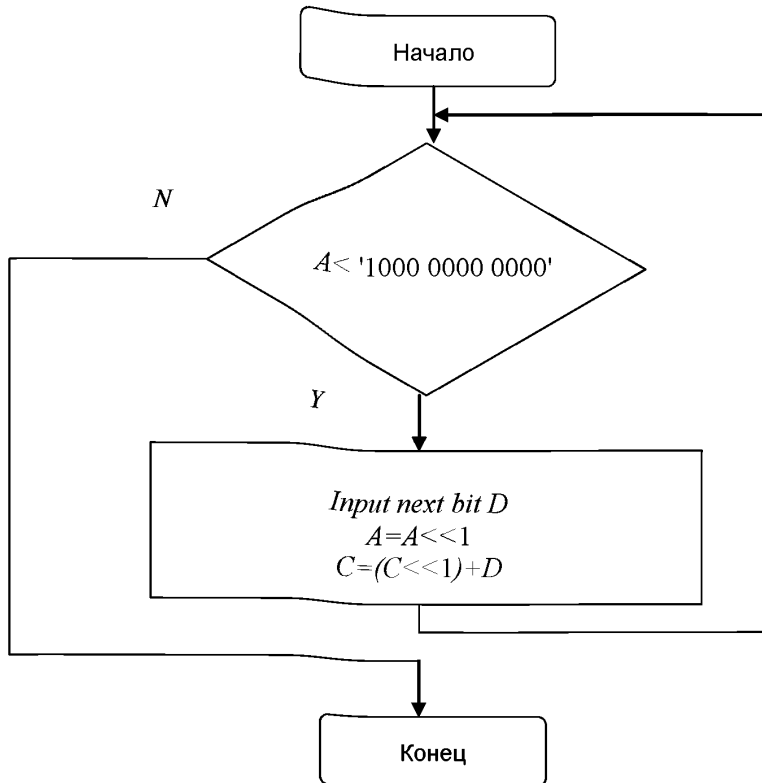 Начало
N
A< '1000 0000 0000'
Y
Input next bit D
A=A<<1
C=(C<<1)+D
Конец